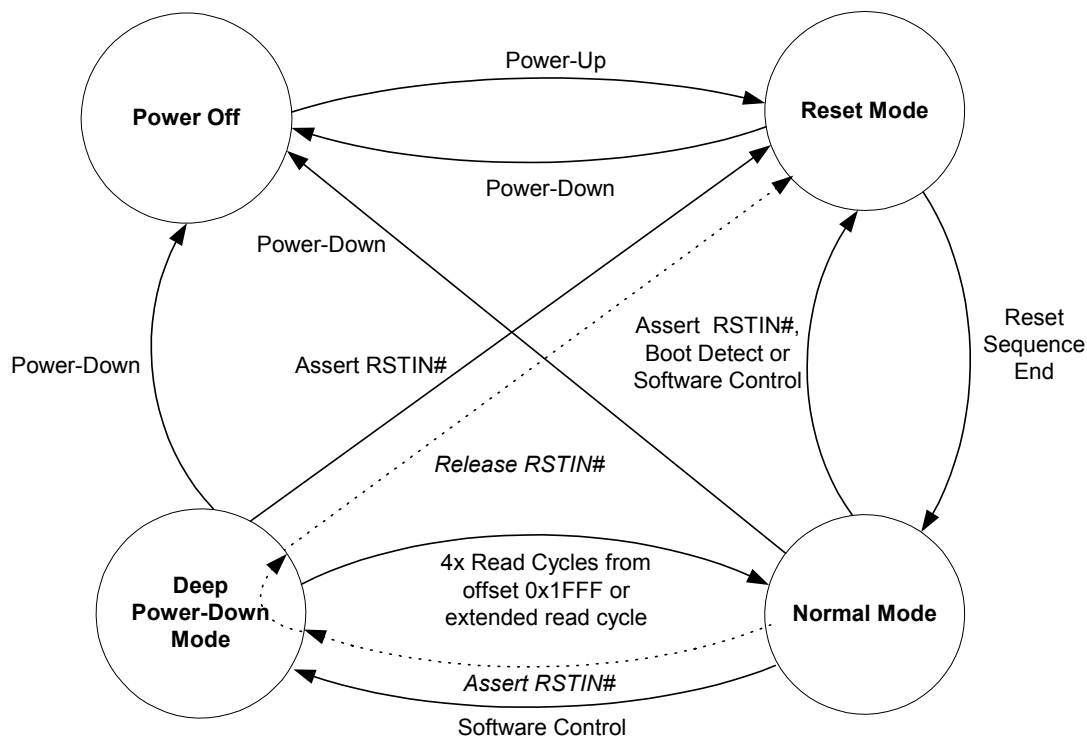 Power-Up
Power Off
Reset Mode
Power-Down
Power-Down
Power-Down
Assert RSTIN#
Assert RSTIN#,
Boot Detect or
Software Control
Reset
Sequence
End
Release RSTIN#
4x Read Cycles from
offset 0x1FFF or
extended read cycle
Deep
Power-Down
Mode
Normal Mode
Assert RSTIN#
Software Control